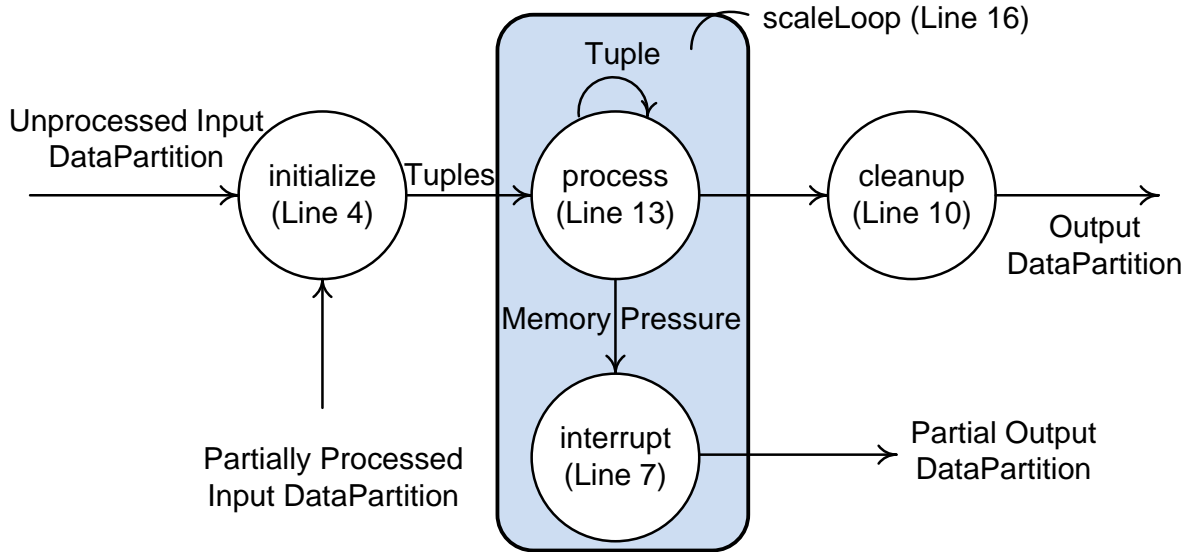 scaleLoop (Line 16)
Tuple
Unprocessed Input
DataPartition
initialize
(Line 4)
Tuples
process
(Line 13)
cleanup
(Line 10)
Output
DataPartition
Memory Pressure
Partially Processed
Input DataPartition
interrupt
(Line 7)
Partial Output
DataPartition